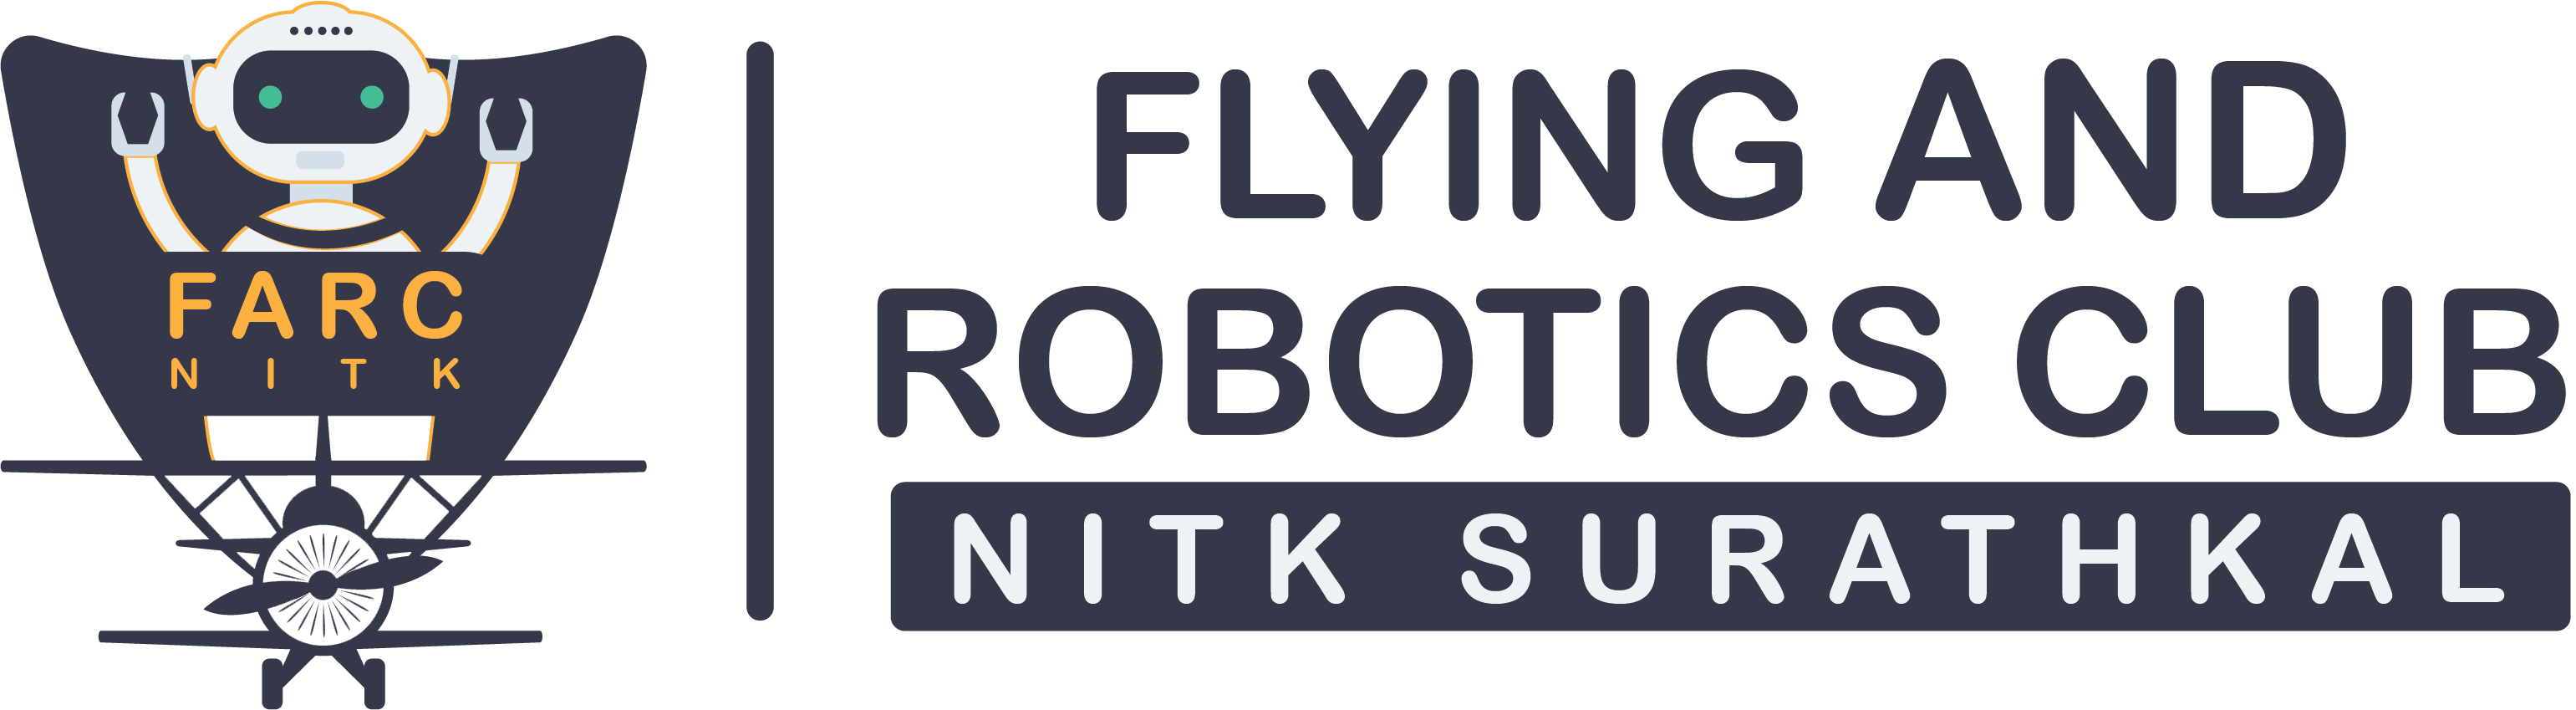 FARC
NITK
FLYING AND
ROBOTICS CLUB
NITK SURATHKAL